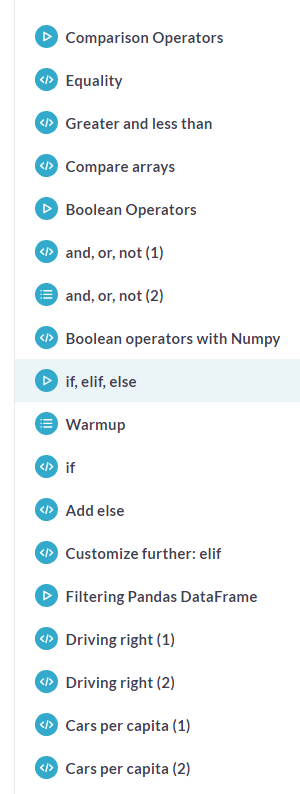 Comparison Operators
Equality
Greater and less than
Compare arrays
Boolean Operators
and, or, not (1)
and, or, not (2)
Boolean operators with Numpy
if, elif, else
Warmup
if
Add else
Customize further: elif
Filtering Pandas DataFrame
Driving right (1)
Driving right (2)
Cars per capita (1)
Cars per capita (2)